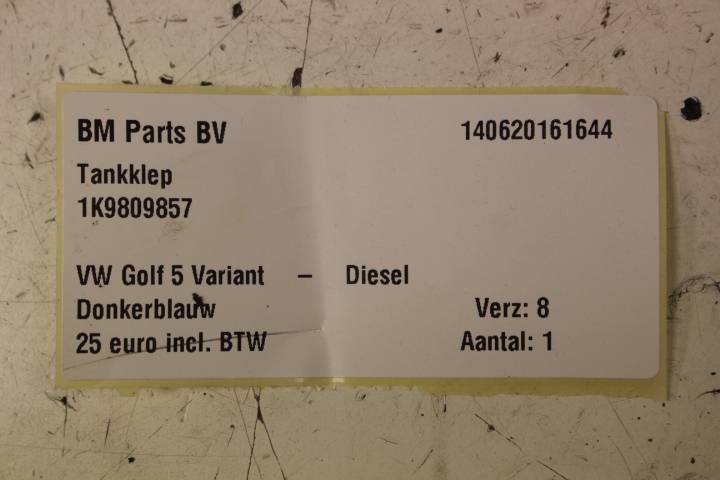 BM Parts BV 140620161644
Tankklep
1K9809857
VW Golf 5 Variant – Diesel
Donkerblauw Verz: 8
25 euro incl. BTW Aantal: 1